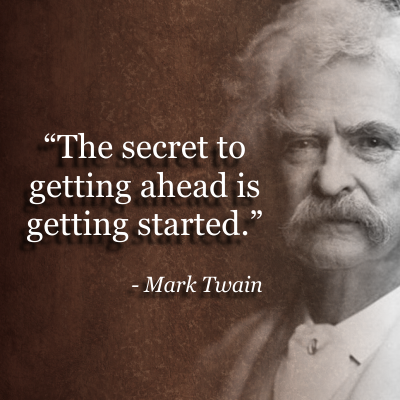 “The secret to
getting ahead is
getting started.”
- Mark Twain